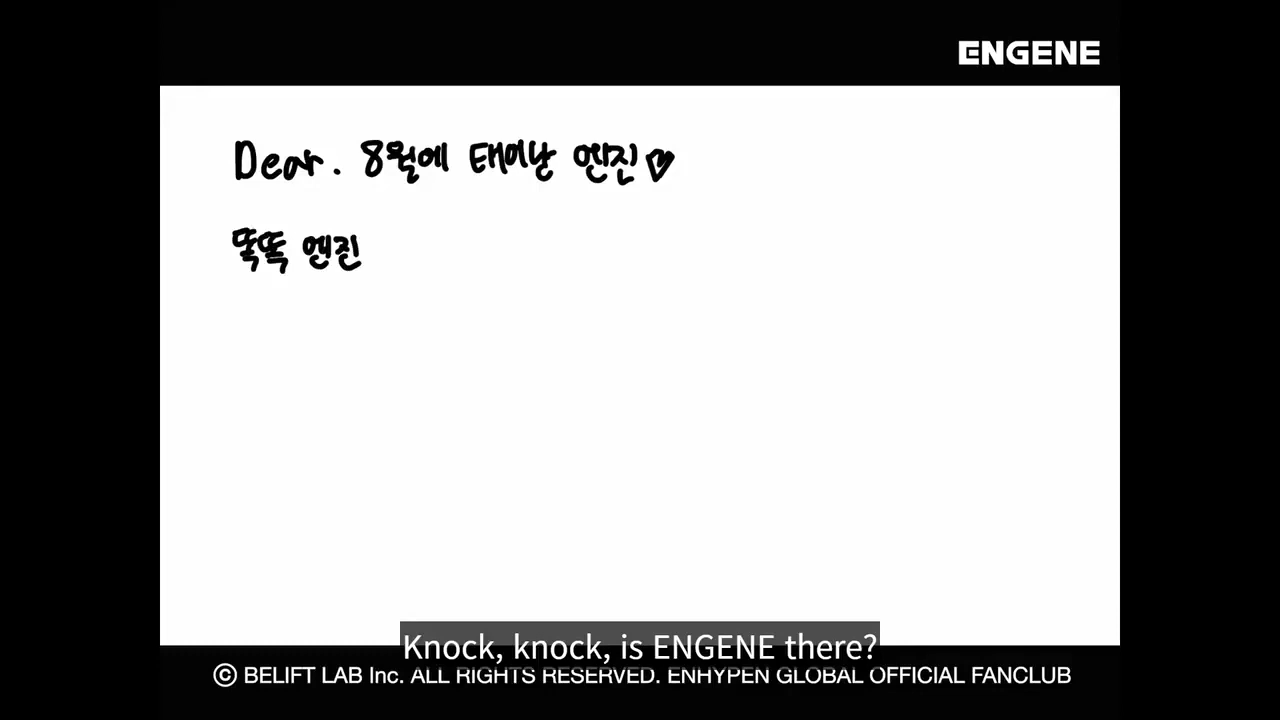 ENGENE
Dear. 8월에 태어난 엔진♡
똑똑 엔진
Knock, knock, is ENGENE there?
ⓒ BELIFT LAB Inc. ALL RIGHTS RESERVED. ENHYPEN GLOBAL OFFICIAL FANCLUB